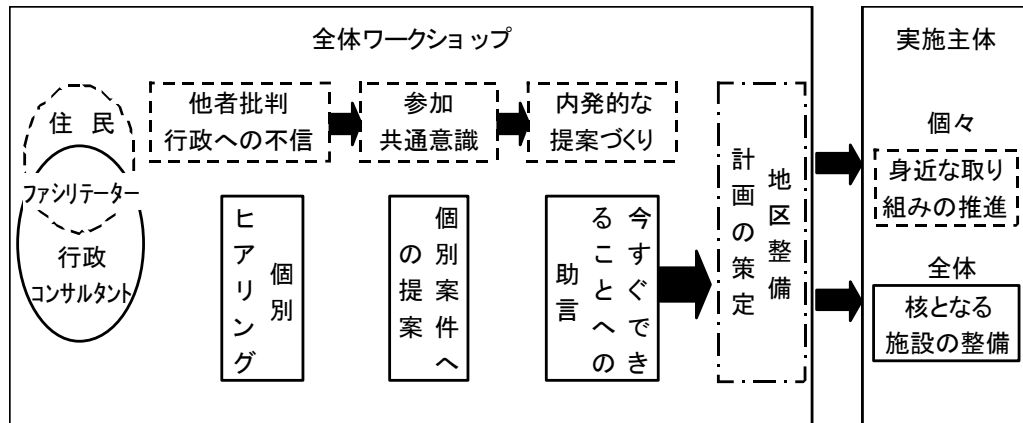 全体ワークショップ
実施主体
住 民
ファシリテーター
行政
コンサルタント
他者批判
行政への不信
参加
共通意識
内発的な
提案づくり
個別
ヒアリング
個別案件へ
の提案
今すぐでき
ることへの
助言
地区整備
計画の策定
個々
身近な取り
組みの推進
全体
核となる
施設の整備